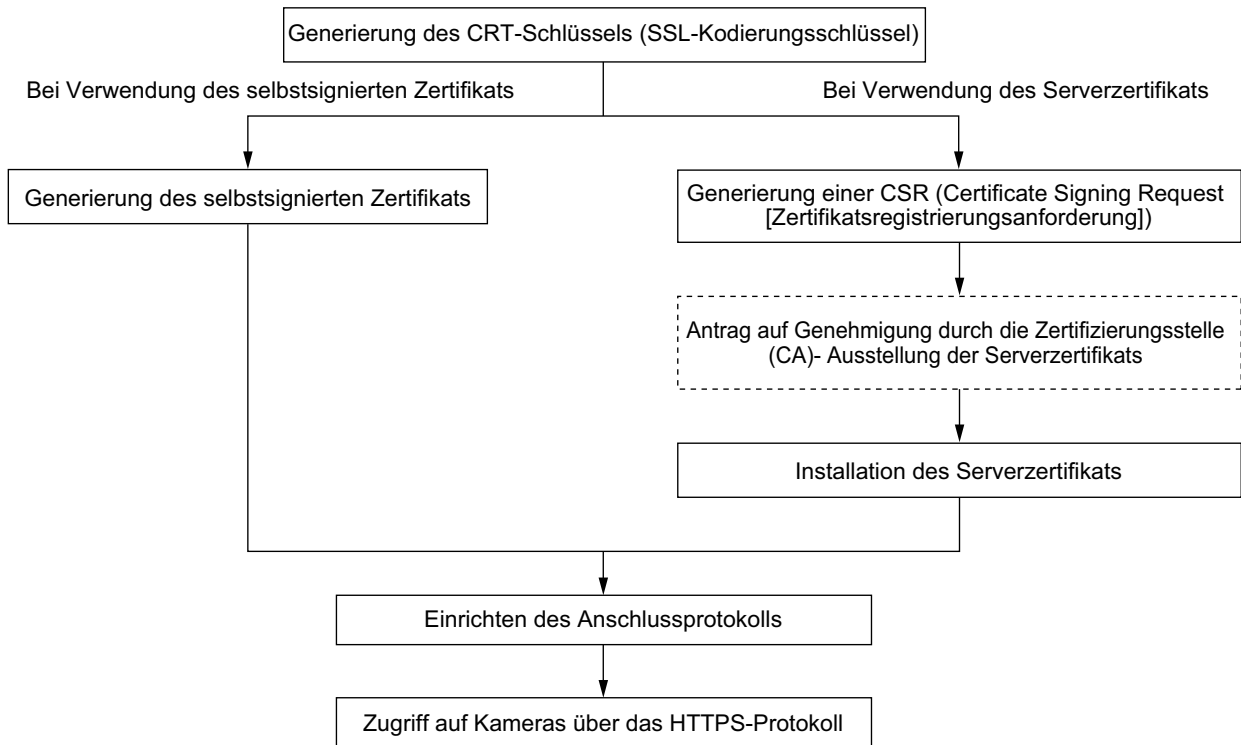 Generierung des CRT-Schlüssels (SSL-Kodierungsschlüssel)
Bei Verwendung des selbstsignierten Zertifikats
Bei Verwendung des Serverzertifikats
Generierung des selbstsignierten Zertifikats
Generierung einer CSR (Certificate Signing Request
[Zertifikatsregistrierungsanforderung])
Antrag auf Genehmigung durch die Zertifizierungsstelle
(CA)- Ausstellung der Serverzertifikats
Installation des Serverzertifikats
Einrichten des Anschlussprotokolls
Zugriff auf Kameras über das HTTPS-Protokoll